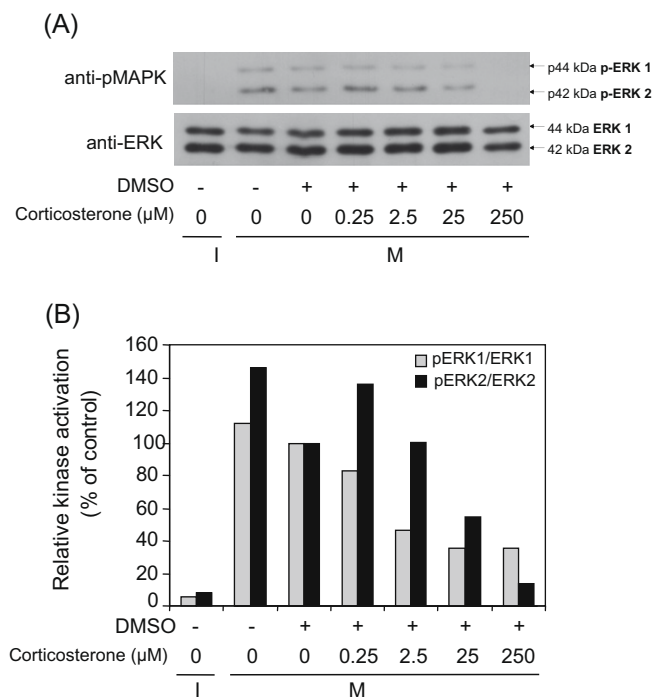 (A)
anti-pMAPK
p44 kDa p-ERK 1
p42 kDa p-ERK 2
anti-ERK
44 kDa ERK 1
42 kDa ERK 2
DMSO - - + + + + +
Corticosterone (µM) 0 0 0 0.25 2.5 25 250
I M
(B)
Relative kinase activation
(% of control)
160
140
120
100
80
60
40
20
0
pERK1/ERK1
pERK2/ERK2
DMSO - - + + + + +
Corticosterone (µM) 0 0 0 0.25 2.5 25 250
I M